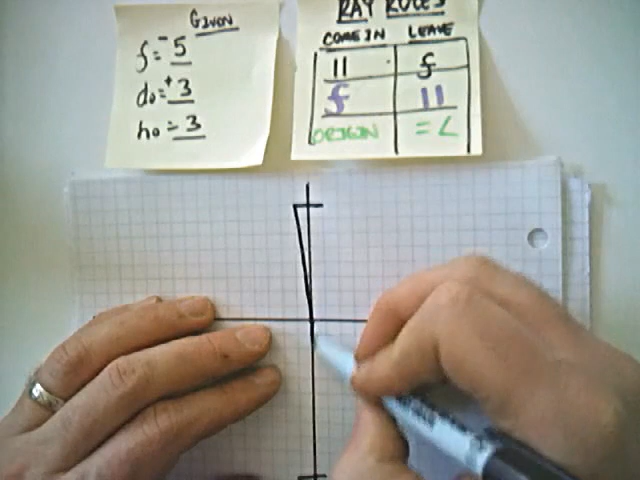 Given
f = -5
do = +3
ho = 3
RAY RULES
COME IN LEAVE
|| f
f ||
ORIGIN = ∠